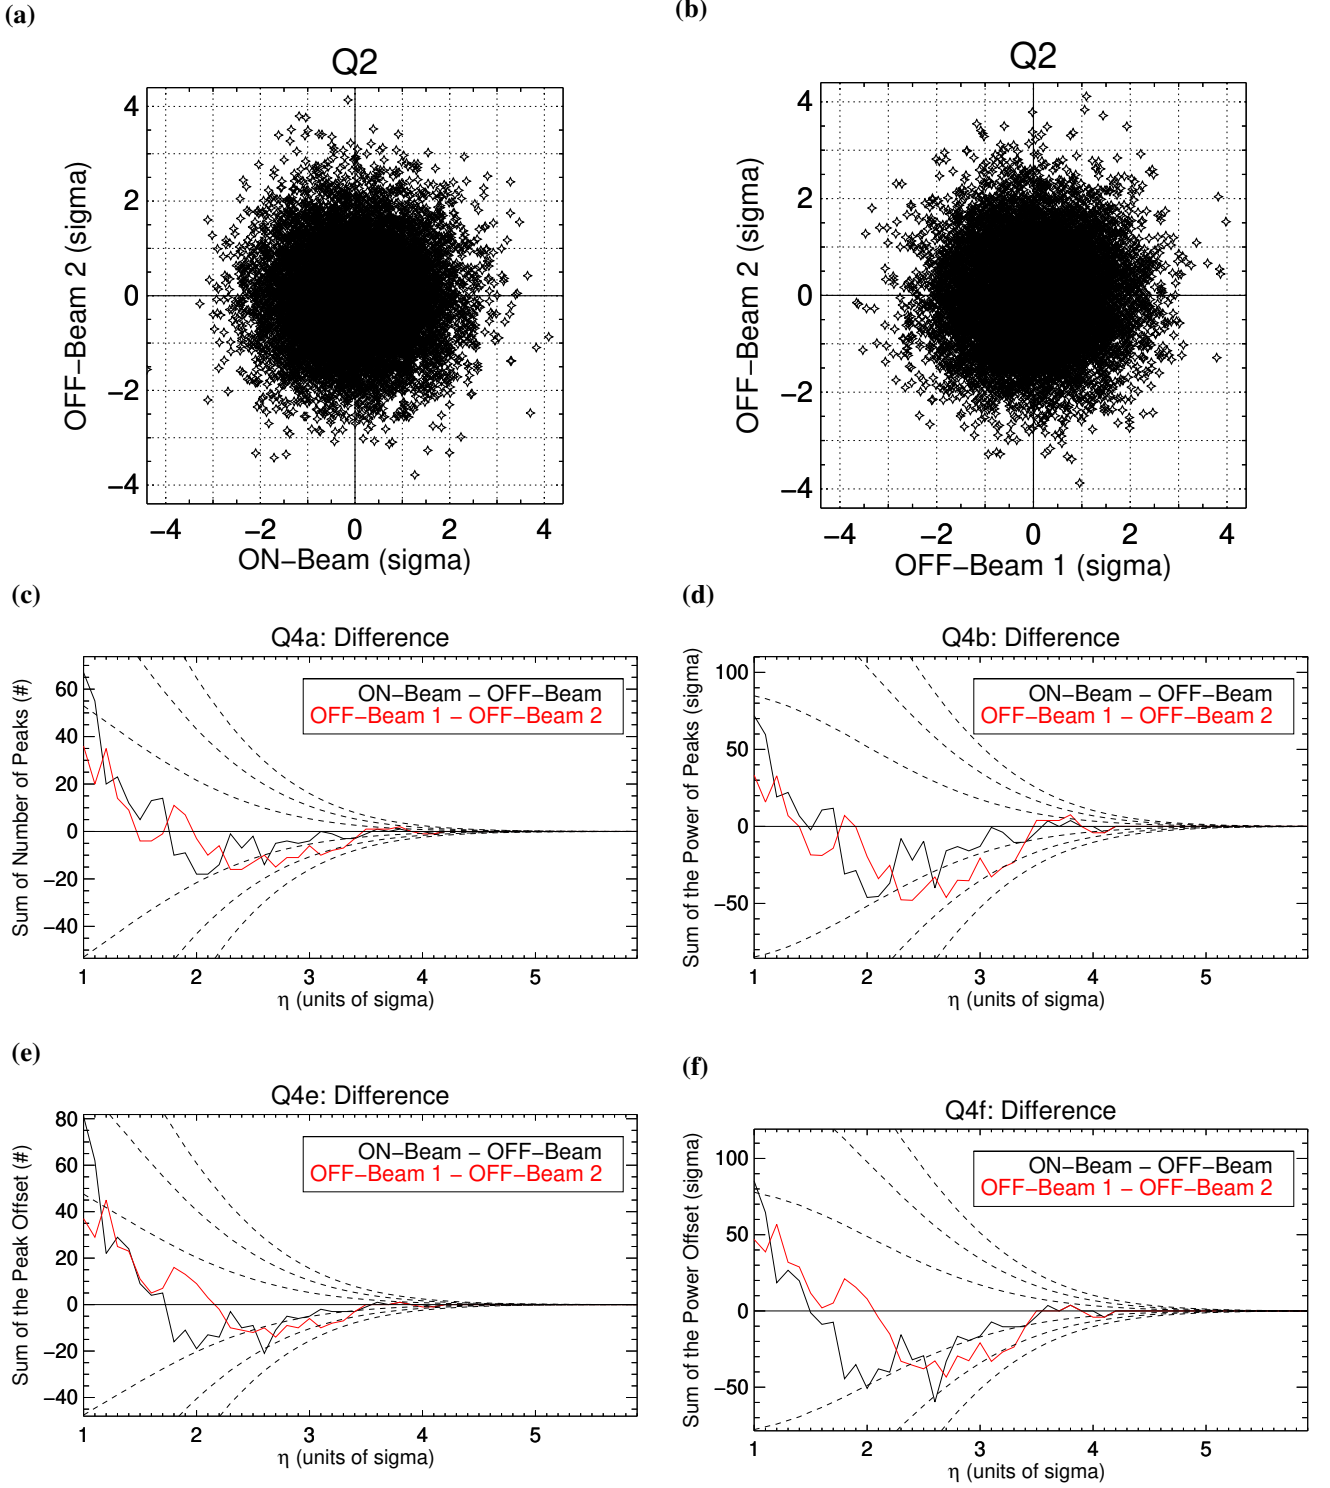 (a)
Q2
4
2
0
−2
−4
OFF−Beam 2 (sigma)
−4 −2 0 2 4
ON−Beam (sigma)
(b)
Q2
4
2
0
−2
−4
OFF−Beam 2 (sigma)
−4 −2 0 2 4
OFF−Beam 1 (sigma)
(c)
Q4a: Difference
ON−Beam − OFF−Beam
OFF−Beam 1 − OFF−Beam 2
60
40
20
0
−20
−40
Sum of Number of Peaks (#)
1 2 3 4 5
η (units of sigma)
(d)
Q4b: Difference
ON−Beam − OFF−Beam
OFF−Beam 1 − OFF−Beam 2
100
50
0
−50
Sum of the Power of Peaks (sigma)
1 2 3 4 5
η (units of sigma)
(e)
Q4e: Difference
ON−Beam − OFF−Beam
OFF−Beam 1 − OFF−Beam 2
80
60
40
20
0
−20
−40
Sum of the Peak Offset (#)
1 2 3 4 5
η (units of sigma)
(f)
Q4f: Difference
ON−Beam − OFF−Beam
OFF−Beam 1 − OFF−Beam 2
100
50
0
−50
Sum of the Power Offset (sigma)
1 2 3 4 5
η (units of sigma)